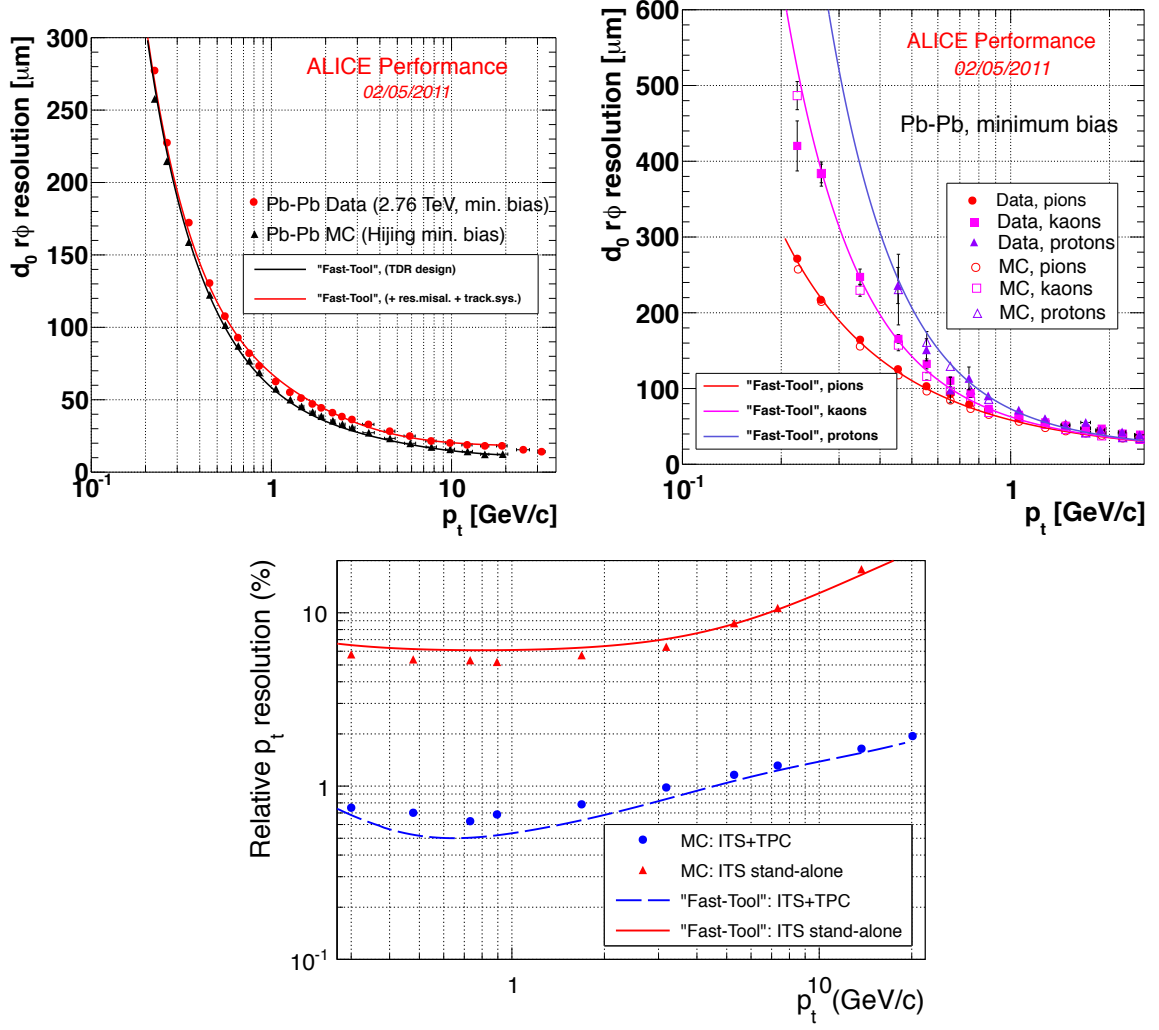 300
250
200
150
100
50
0
d₀ rφ resolution [μm]
ALICE Performance
02/05/2011
Pb-Pb Data (2.76 TeV, min. bias)
Pb-Pb MC (Hijing min. bias)
"Fast-Tool", (TDR design)
"Fast-Tool", (+ res.misal. + track.sys.)
10⁻¹
1
10
pₜ [GeV/c]
600
500
400
300
200
100
0
d₀ rφ resolution [μm]
ALICE Performance
02/05/2011
Pb-Pb, minimum bias
Data, pions
Data, kaons
Data, protons
MC, pions
MC, kaons
MC, protons
"Fast-Tool", pions
"Fast-Tool", kaons
"Fast-Tool", protons
10⁻¹
1
pₜ [GeV/c]
Relative pₜ resolution (%)
10
1
10⁻¹
MC: ITS+TPC
MC: ITS stand-alone
"Fast-Tool": ITS+TPC
"Fast-Tool": ITS stand-alone
1
10
pₜ (GeV/c)